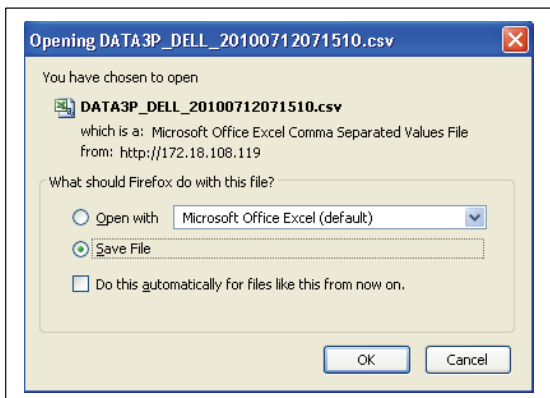 Opening DATA3P_DELL_20100712071510.csv
You have chosen to open
DATA3P_DELL_20100712071510.csv
which is a: Microsoft Office Excel Comma Separated Values File
from: http://172.18.108.119
What should Firefox do with this file?
Open with Microsoft Office Excel (default)
Save File
Do this automatically for files like this from now on.
OK Cancel